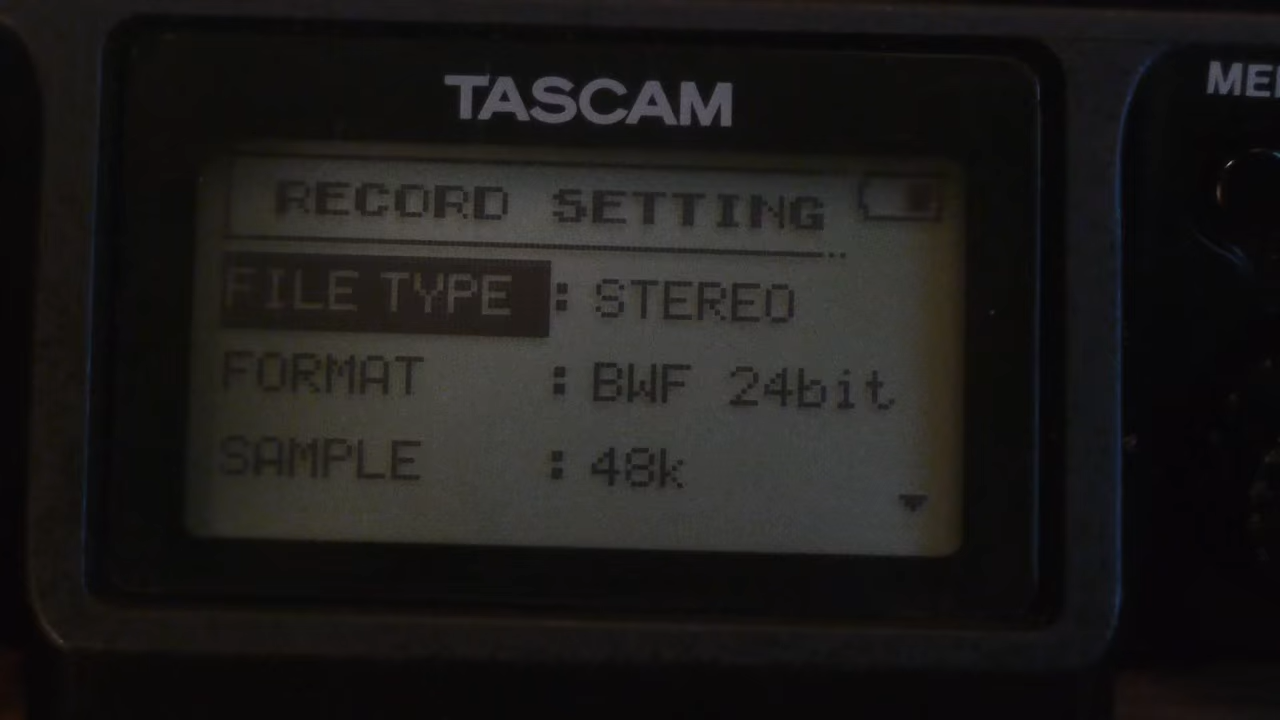 TASCAM
RECORD SETTING
FILE TYPE : STEREO
FORMAT : BWF 24bit
SAMPLE : 48k